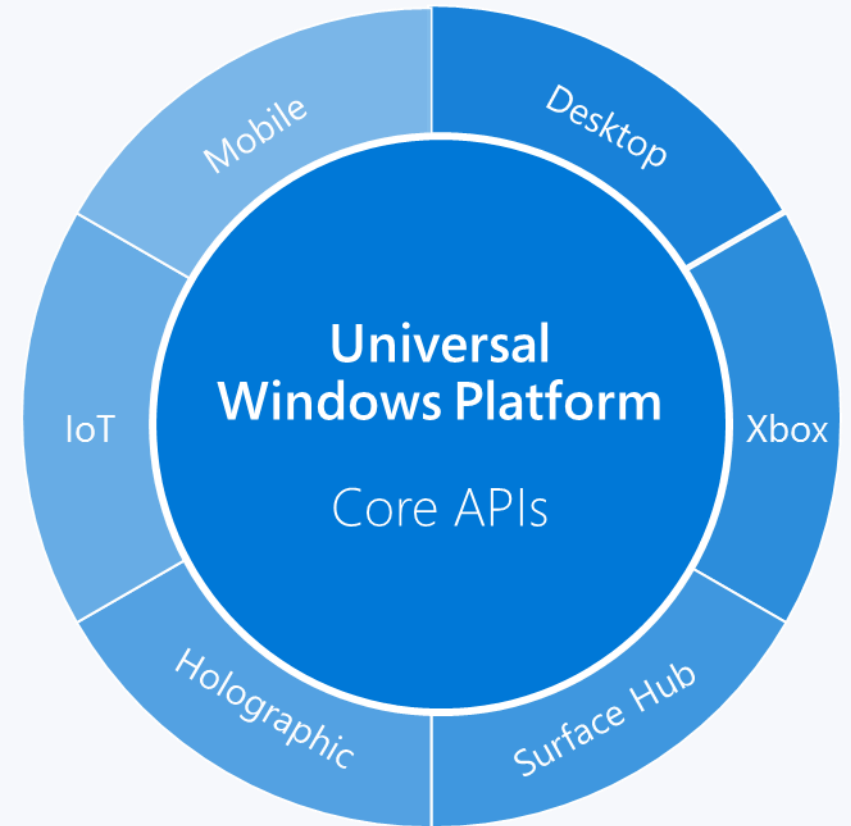 Mobile
Desktop
Universal
Windows Platform
Core APIs
IoT
Xbox
Holographic
Surface Hub